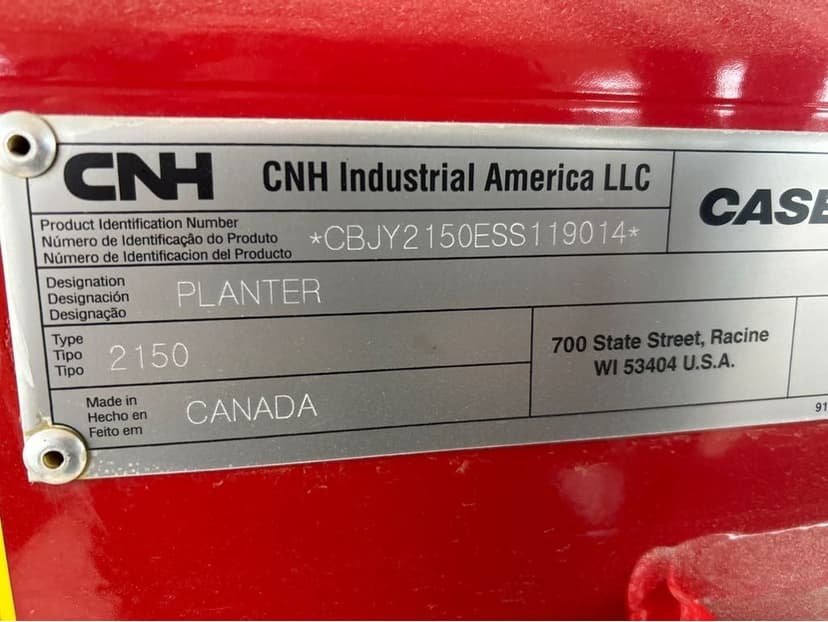 CNH CNH Industrial America LLC
CASE
Product Identification Number
Número de Identificação do Produto
Número de Identificacion del Producto
*CBJY2150ESS119014*
Designation
Designación
Designação
PLANTER
Type
Tipo
Tipo
2150
700 State Street, Racine
WI 53404 U.S.A.
Made in
Hecho en
Feito em
CANADA
91